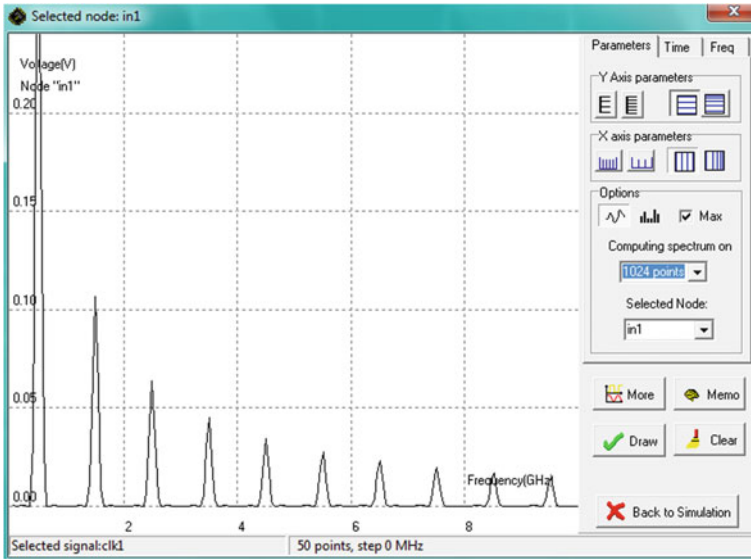 Selected node: in1
Voltage(V)
Node "in1"
0.20
0.15
0.10
0.05
0.00
Frequency(GHz
2
4
6
8
Selected signal:clk1
50 points, step 0 MHz
Parameters
Time
Freq
Y Axis parameters
X axis parameters
Options
Max
Computing spectrum on
1024 points
Selected Node:
in1
More
Memo
Draw
Clear
Back to Simulation